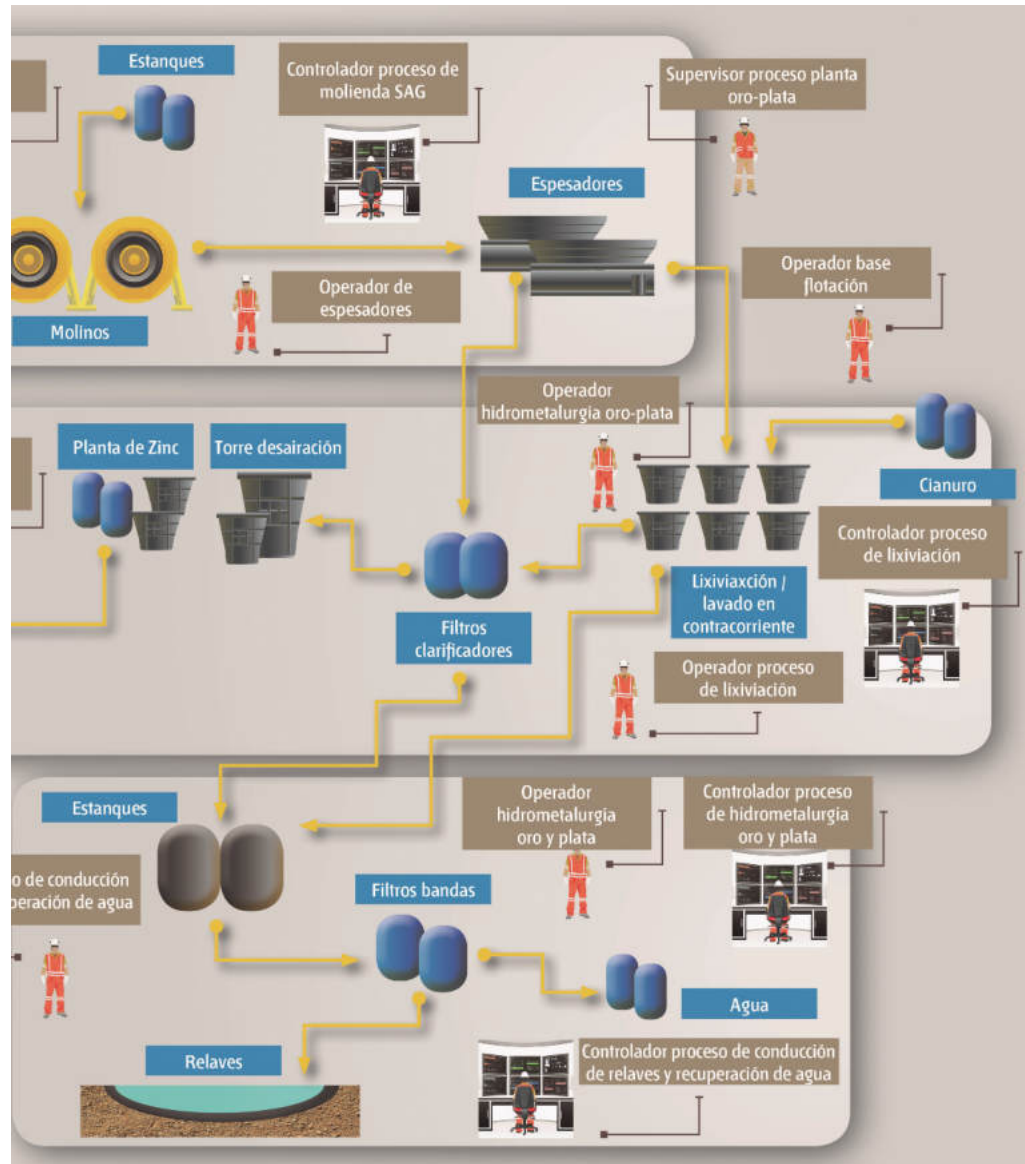 Estanques
Controlador proceso de
molienda SAG
Supervisor proceso planta
oro-plata
Espesadores
Operador base
flotación
Operador de
espesadores
Molinos
Operador
hidrometalurgia oro-plata
Planta de Zinc
Torre desairación
Cianuro
Controlador proceso
de lixiviación
Lixiviaxción /
lavado en
contracorriente
Filtros
clarificadores
Operador proceso
de lixiviación
Estanques
Operador
hidrometalurgia
oro y plata
Controlador proceso
de hidrometalurgia
oro y plata
o de conducción
peración de agua
Filtros bandas
Agua
Relaves
Controlador proceso de conducción
de relaves y recuperación de agua